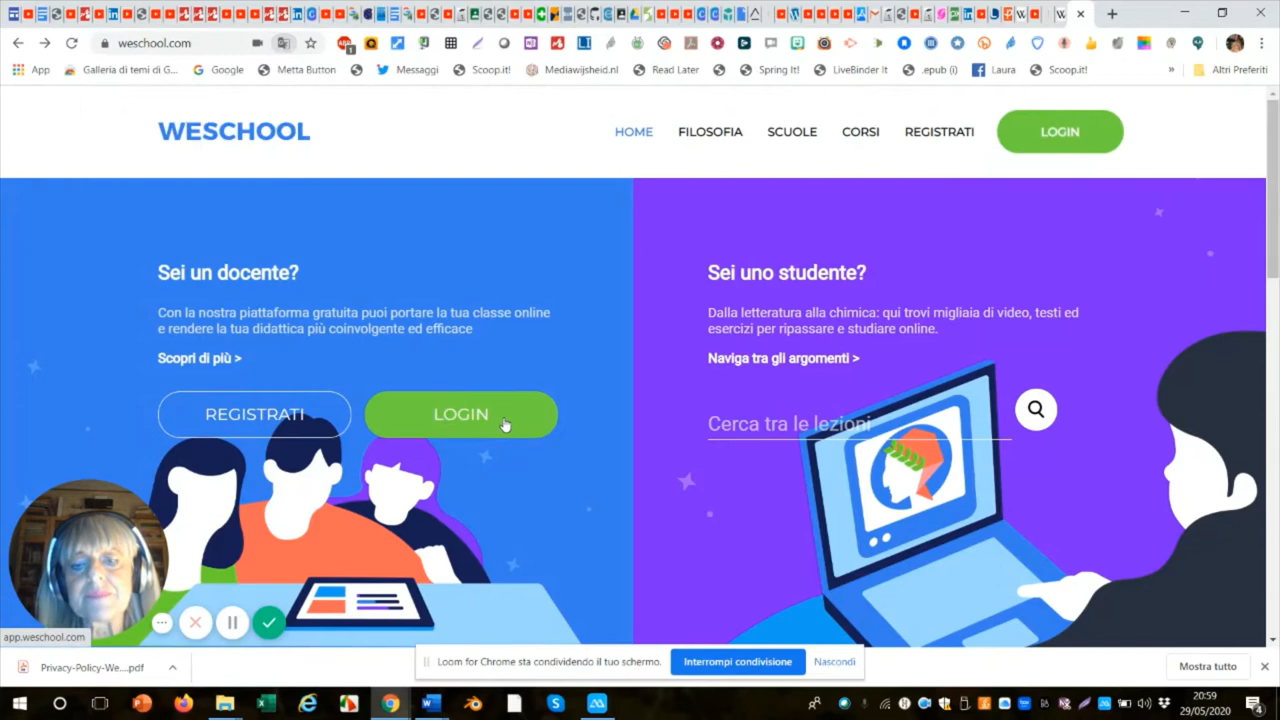 weschool.com
App
Galleria di temi di G...
Google
Metta Button
Messaggi
Scoop.it!
Mediawijsheid.nl
Read Later
Spring It!
LiveBinder It
.epub (i)
Laura
Scoop.it!
»
Altri Preferiti
WESCHOOL
HOME
FILOSOFIA
SCUOLE
CORSI
REGISTRATI
LOGIN
Sei un docente?
Con la nostra piattaforma gratuita puoi portare la tua classe online
e rendere la tua didattica più coinvolgente ed efficace
Scopri di più >
REGISTRATI
LOGIN
Sei uno studente?
Dalla letteratura alla chimica: qui trovi migliaia di video, testi ed
esercizi per ripassare e studiare online.
Naviga tra gli argomenti >
Cerca tra le lezioni
app.weschool.com
Privacy-Policy-We....pdf
Loom for Chrome sta condividendo il tuo schermo.
Interrompi condivisione
Nascondi
Mostra tutto
20:59
29/05/2020